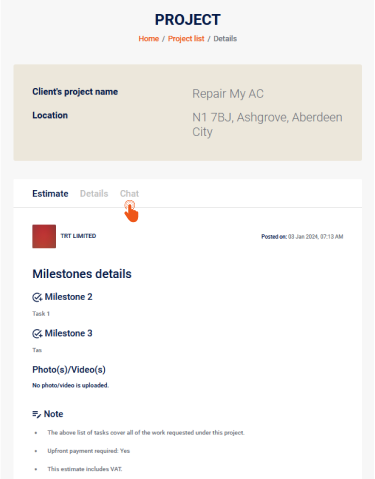 PROJECT
Home / Project list / Details
Client's project name
Repair My AC
Location
N1 7BJ, Ashgrove, Aberdeen
City
Estimate Details Chat
TRT LIMITED
Posted on: 03 Jan 2024, 07:13 AM
Milestones details
Milestone 2
Task 1
Milestone 3
Tas
Photo(s)/Video(s)
No photo/video is uploaded.
Note
The above list of tasks cover all of the work requested under this project.
Upfront payment required: Yes
This estimate includes VAT.